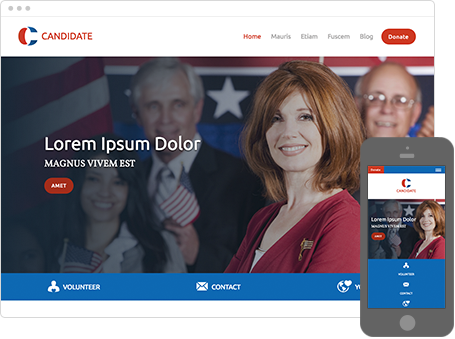 CANDIDATE
Home Mauris Etiam Fuscem Blog Donate
Lorem Ipsum Dolor
MAGNUS VIVEM EST
AMET
VOLUNTEER CONTACT
Donate
CANDIDATE
Lorem Ipsum Dolor
MAGNUS VIVEM EST
AMET
VOLUNTEER
CONTACT